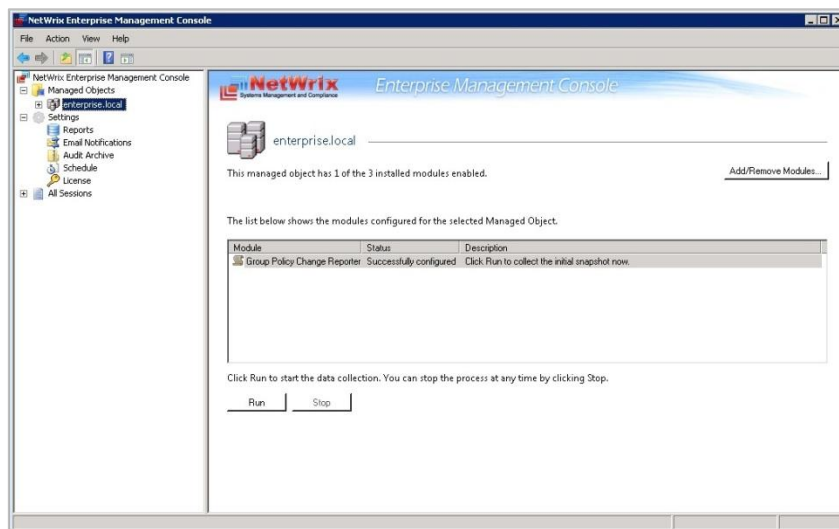 NetWrix Enterprise Management Console
File Action View Help
NetWrix Enterprise Management Console
Managed Objects
enterprise.local
Settings
Reports
Email Notifications
Audit Archive
Schedule
License
All Sessions
NetWrix Enterprise Management Console
Systems Management and Compliance
enterprise.local
This managed object has 1 of the 3 installed modules enabled.
Add/Remove Modules...
The list below shows the modules configured for the selected Managed Object.
Module Status Description
Group Policy Change Reporter Successfully configured Click Run to collect the initial snapshot now.
Click Run to start the data collection. You can stop the process at any time by clicking Stop.
Run Stop